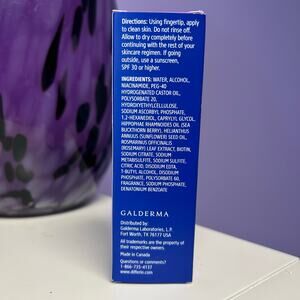 Directions: Using fingertip, apply
to clean skin. Do not rinse off.
Allow to dry completely before
continuing with the rest of your
skincare regimen. If going
outside, use a sunscreen,
SPF 30 or higher.
INGREDIENTS: WATER, ALCOHOL,
NIACINAMIDE, PEG-40
HYDROGENATED CASTOR OIL,
POLYSORBATE 20,
HYDROXYETHYLCELLULOSE,
SODIUM ASCORBYL PHOSPHATE,
1,2-HEXANEDIOL, CAPRYLYL GLYCOL,
HIPPOPHAE RHAMNOIDES OIL (SEA
BUCKTHORN BERRY), HELIANTHUS
ANNUUS (SUNFLOWER) SEED OIL,
ROSMARINUS OFFICINALIS
(ROSEMARY) LEAF EXTRACT, BIOTIN,
SODIUM CITRATE, SODIUM
METABISULFITE, SODIUM SULFITE,
CITRIC ACID, DISODIUM EDTA,
T-BUTYL ALCOHOL, DISODIUM
PHOSPHATE, POLYSORBATE 60,
FRAGRANCE, SODIUM PHOSPHATE,
DENATONIUM BENZOATE
GALDERMA
Distributed by:
Galderma Laboratories, L.P.
Fort Worth, TX 76177 USA
All trademarks are the property of
their respective owners.
Made in Canada
Questions or comments?
1-866-735-4137
www.differin.com